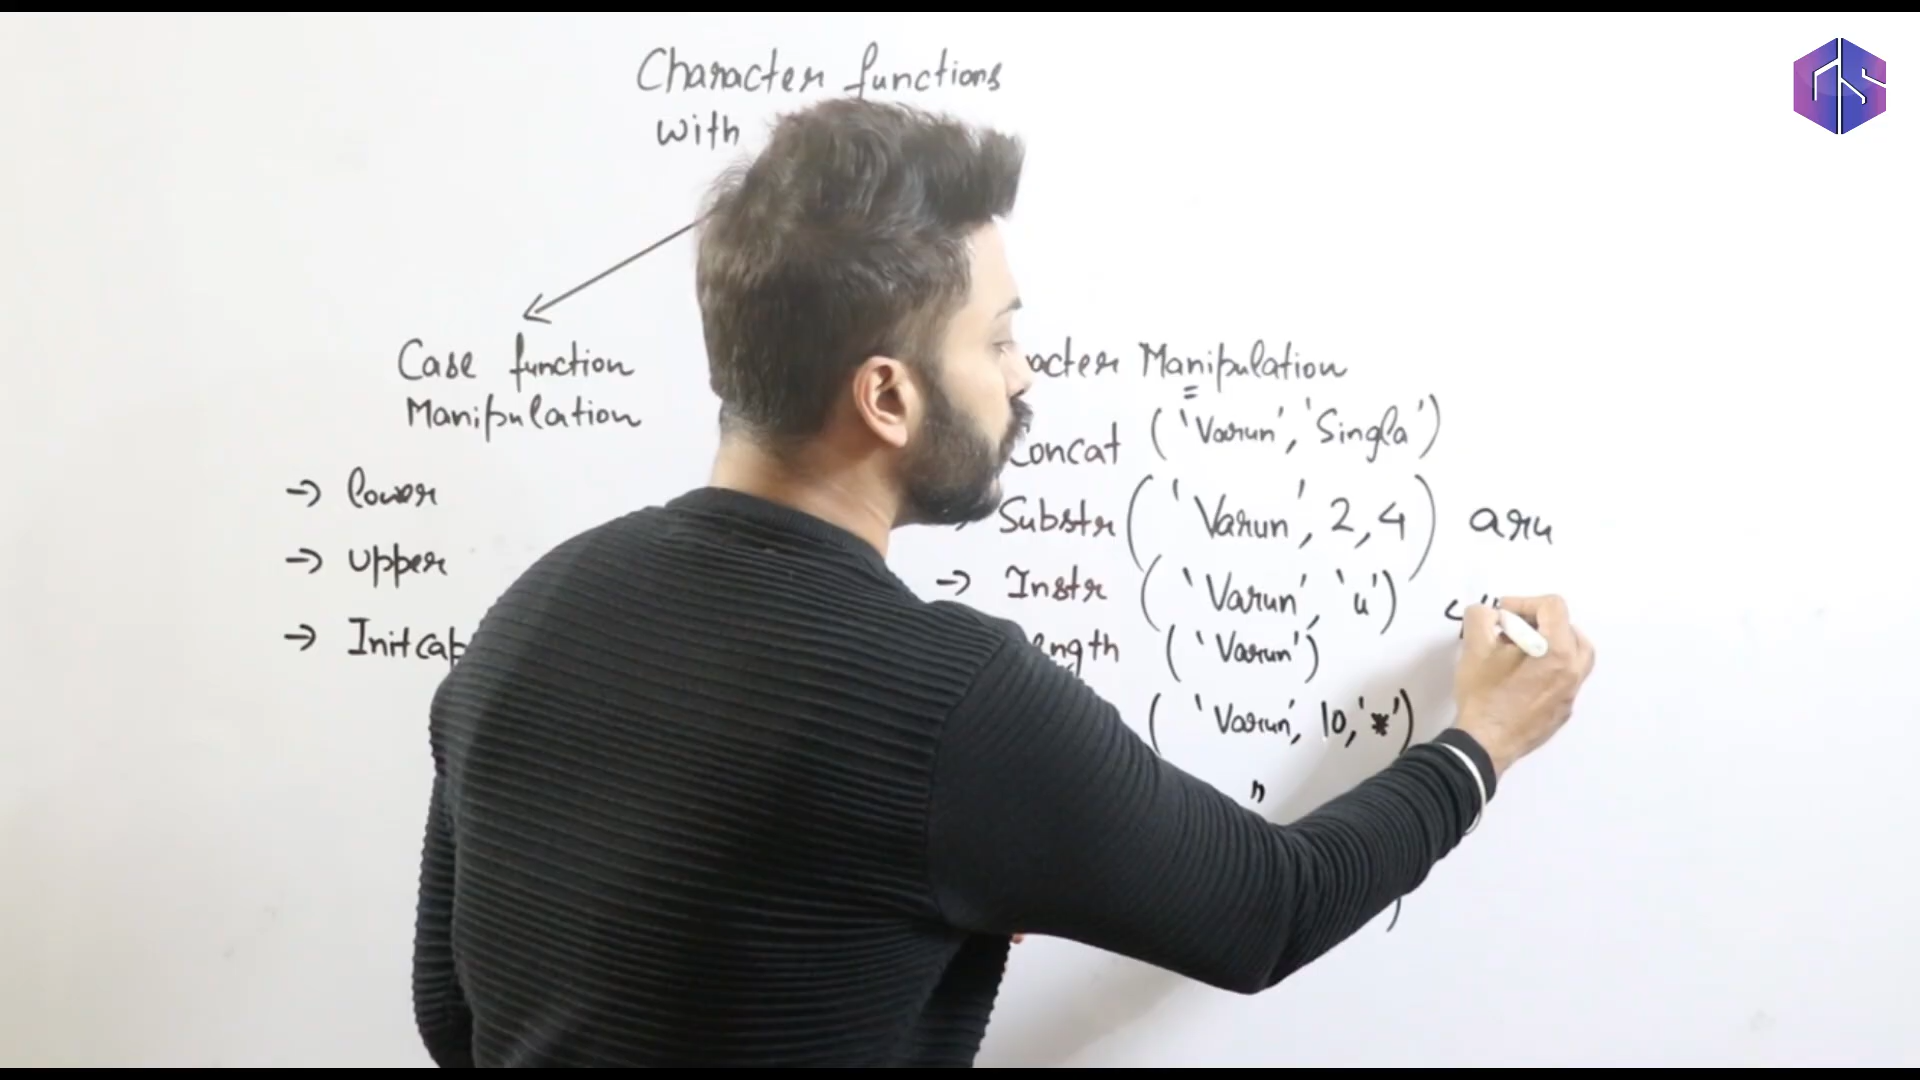 Character functions
with
Case function
Manipulation
→ lower
→ upper
→ Initcap
Manipulation
Concat ('Varun', 'Singla')
→ Substr ('Varun', 2, 4) aru
→ Instr ('Varun', 'u')
('Varun')
('Varun', 10, '*')
"
GS